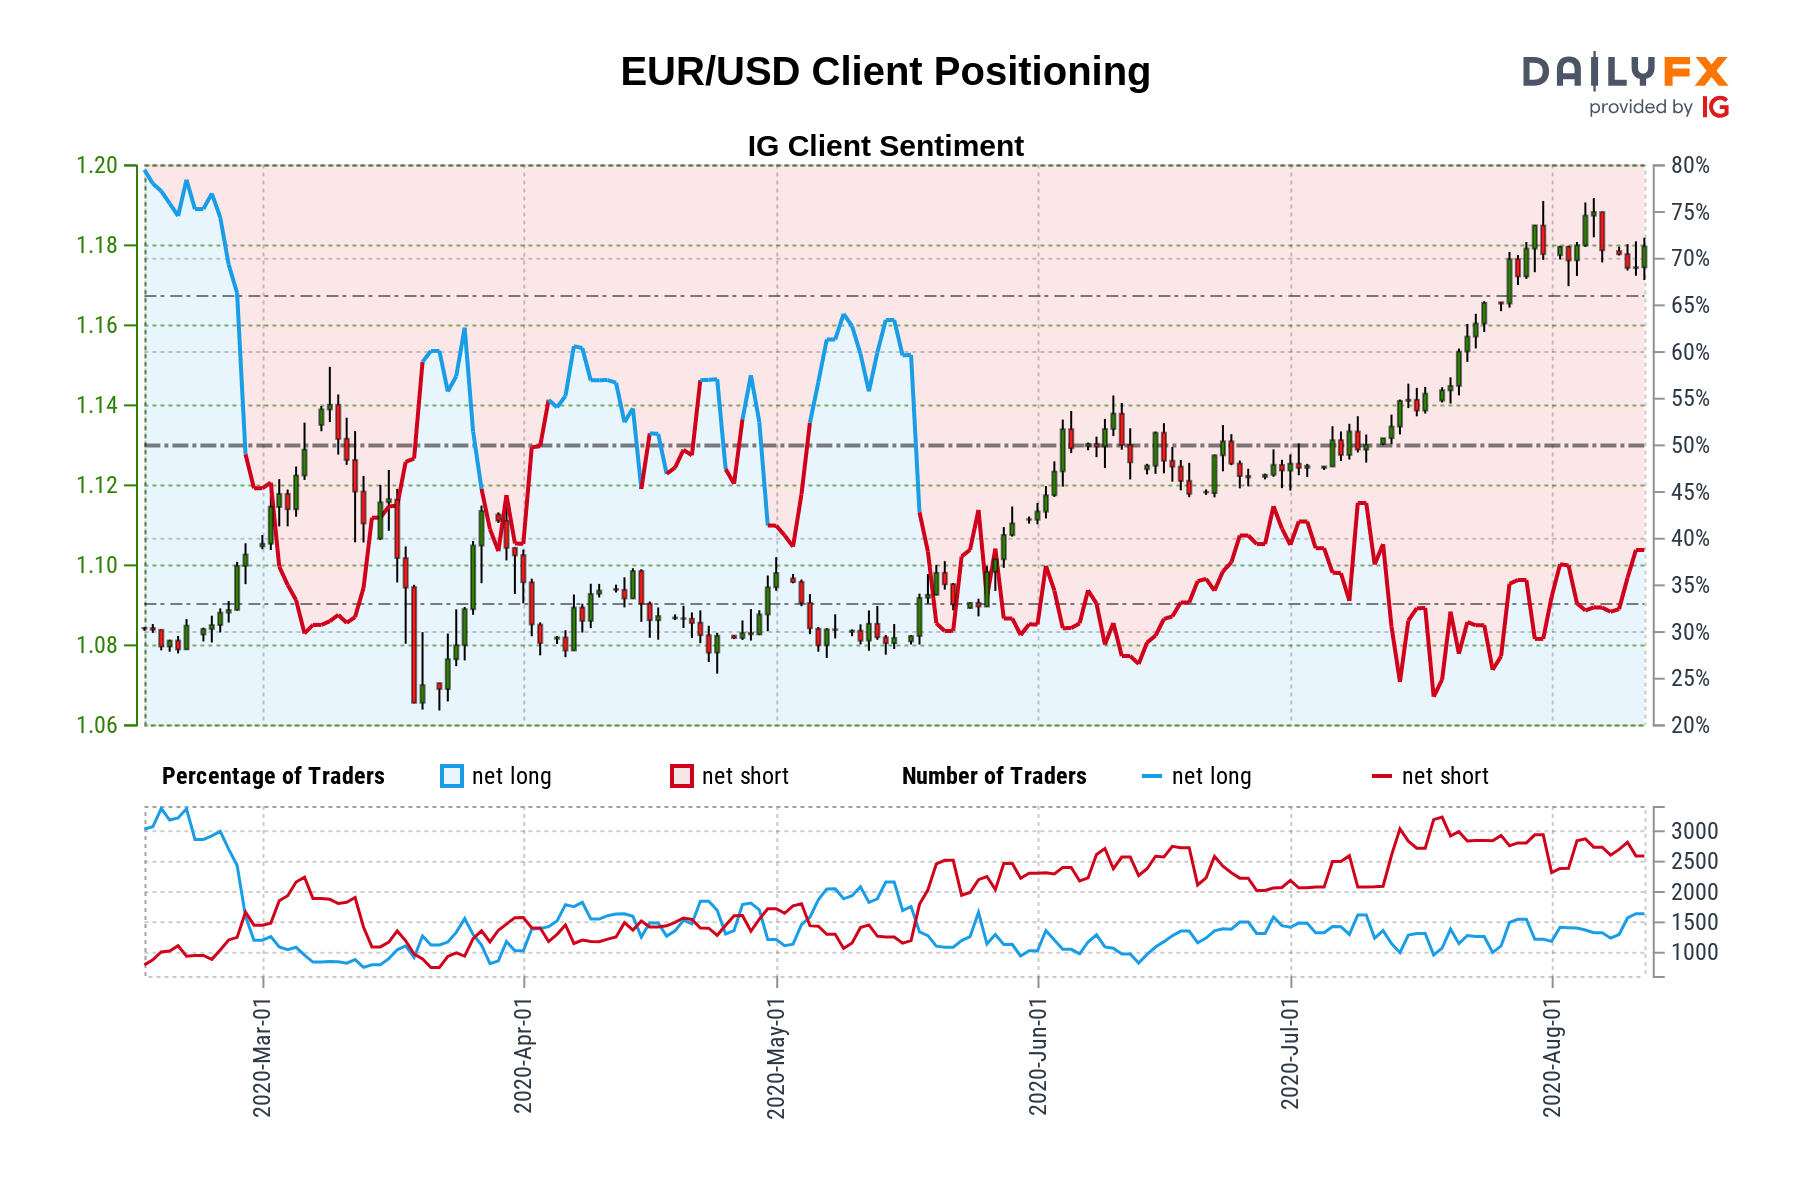 EUR/USD Client Positioning
DAILYFX
provided by IG
IG Client Sentiment
1.20
1.18
1.16
1.14
1.12
1.10
1.08
1.06
80%
75%
70%
65%
60%
55%
50%
45%
40%
35%
30%
25%
20%
Percentage of Traders net long net short Number of Traders net long net short
3000
2500
2000
1500
1000
2020-Mar-01
2020-Apr-01
2020-May-01
2020-Jun-01
2020-Jul-01
2020-Aug-01